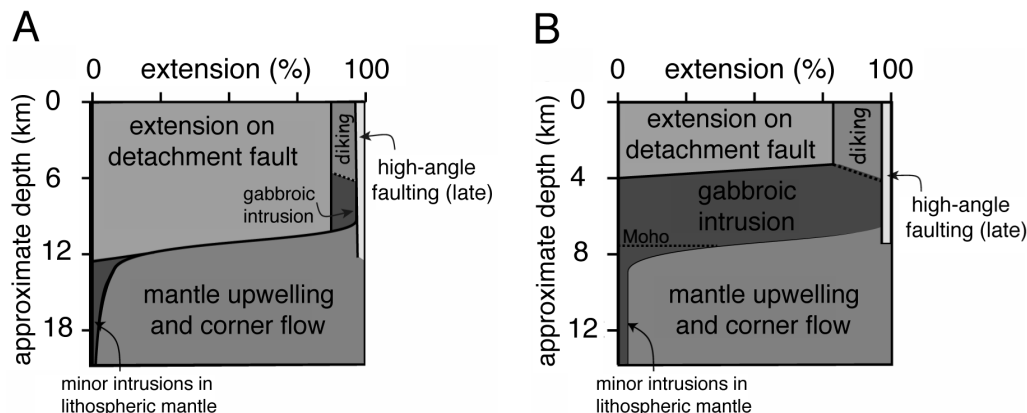 A
0 extension (%) 100
approximate depth (km)
0
6
12
18
extension on
detachment fault
diking
high-angle
faulting (late)
gabbroic
intrusion
mantle upwelling
and corner flow
minor intrusions in
lithospheric mantle
B
0 extension (%) 100
approximate depth (km)
0
4
8
12
extension on
detachment fault
diking
gabbroic
intrusion
high-angle
faulting (late)
Moho
mantle upwelling
and corner flow
minor intrusions in
lithospheric mantle